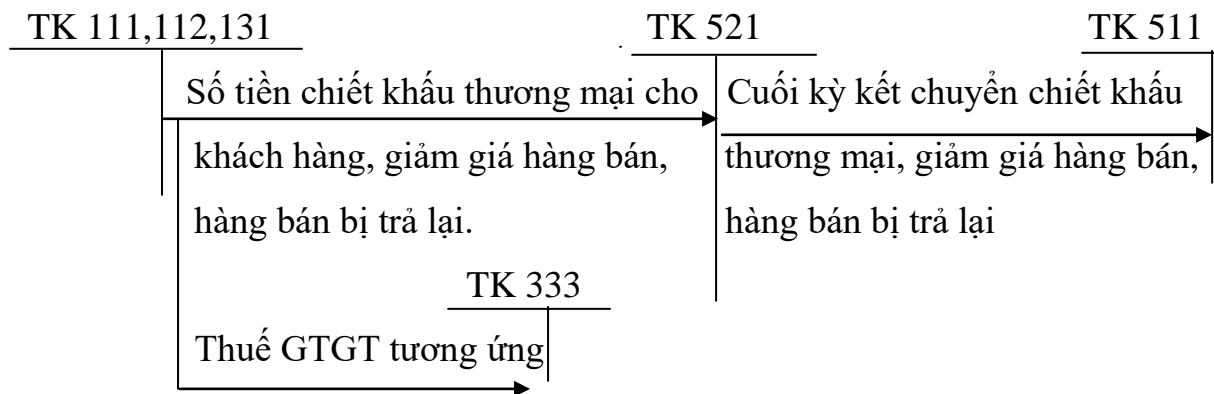 TK 111,112,131
TK 521
TK 511
Số tiền chiết khấu thương mại cho
khách hàng, giảm giá hàng bán,
hàng bán bị trả lại.
Cuối kỳ kết chuyển chiết khấu
thương mại, giảm giá hàng bán,
hàng bán bị trả lại
TK 333
Thuế GTGT tương ứng